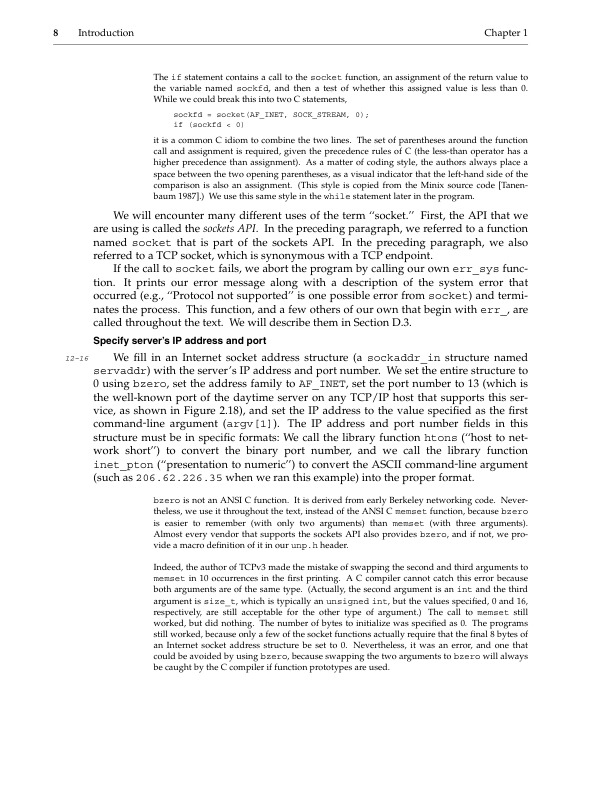 8 Introduction Chapter 1
The if statement contains a call to the socket function, an assignment of the return value to
the variable named sockfd, and then a test of whether this assigned value is less than 0.
While we could break this into two C statements,
sockfd = socket(AF_INET, SOCK_STREAM, 0);
if (sockfd < 0)
it is a common C idiom to combine the two lines. The set of parentheses around the function
call and assignment is required, given the precedence rules of C (the less-than operator has a
higher precedence than assignment). As a matter of coding style, the authors always place a
space between the two opening parentheses, as a visual indicator that the left-hand side of the
comparison is also an assignment. (This style is copied from the Minix source code [Tanen-
baum 1987].) We use this same style in the while statement later in the program.
We will encounter many different uses of the term “socket.” First, the API that we
are using is called the sockets API. In the preceding paragraph, we referred to a function
named socket that is part of the sockets API. In the preceding paragraph, we also
referred to a TCP socket, which is synonymous with a TCP endpoint.
If the call to socket fails, we abort the program by calling our own err_sys func-
tion. It prints our error message along with a description of the system error that
occurred (e.g., “Protocol not supported” is one possible error from socket) and termi-
nates the process. This function, and a few others of our own that begin with err_, are
called throughout the text. We will describe them in Section D.3.
Specify server's IP address and port
12–16 We fill in an Internet socket address structure (a sockaddr_in structure named
servaddr) with the server's IP address and port number. We set the entire structure to
0 using bzero, set the address family to AF_INET, set the port number to 13 (which is
the well-known port of the daytime server on any TCP/IP host that supports this ser-
vice, as shown in Figure 2.18), and set the IP address to the value specified as the first
command-line argument (argv[1]). The IP address and port number fields in this
structure must be in specific formats: We call the library function htons (“host to net-
work short”) to convert the binary port number, and we call the library function
inet_pton (“presentation to numeric”) to convert the ASCII command-line argument
(such as 206.62.226.35 when we ran this example) into the proper format.
bzero is not an ANSI C function. It is derived from early Berkeley networking code. Never-
theless, we use it throughout the text, instead of the ANSI C memset function, because bzero
is easier to remember (with only two arguments) than memset (with three arguments).
Almost every vendor that supports the sockets API also provides bzero, and if not, we pro-
vide a macro definition of it in our unp.h header.
Indeed, the author of TCPv3 made the mistake of swapping the second and third arguments to
memset in 10 occurrences in the first printing. A C compiler cannot catch this error because
both arguments are of the same type. (Actually, the second argument is an int and the third
argument is size_t, which is typically an unsigned int, but the values specified, 0 and 16,
respectively, are still acceptable for the other type of argument.) The call to memset still
worked, but did nothing. The number of bytes to initialize was specified as 0. The programs
still worked, because only a few of the socket functions actually require that the final 8 bytes of
an Internet socket address structure be set to 0. Nevertheless, it was an error, and one that
could be avoided by using bzero, because swapping the two arguments to bzero will always
be caught by the C compiler if function prototypes are used.